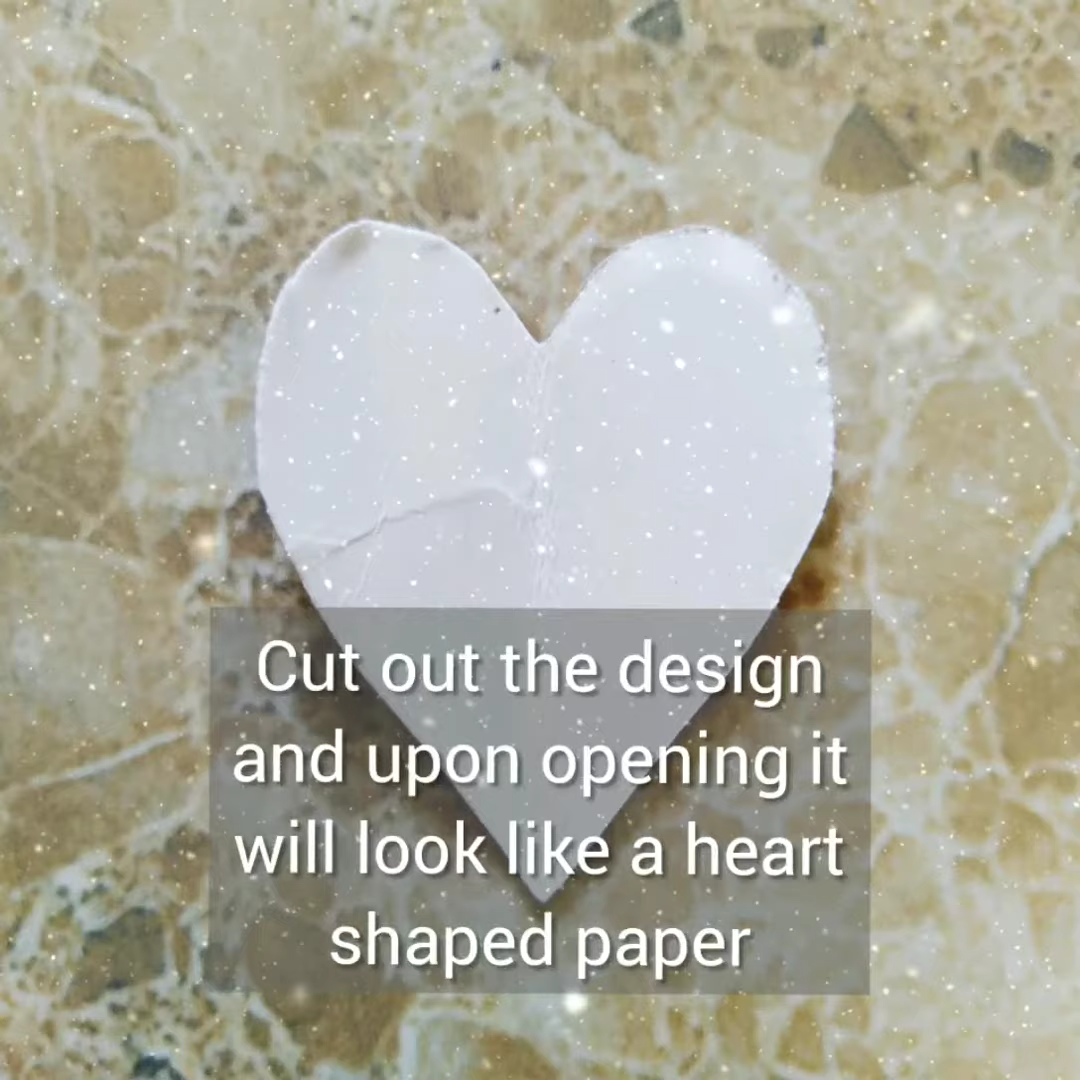 Cut out the design
and upon opening it
will look like a heart
shaped paper